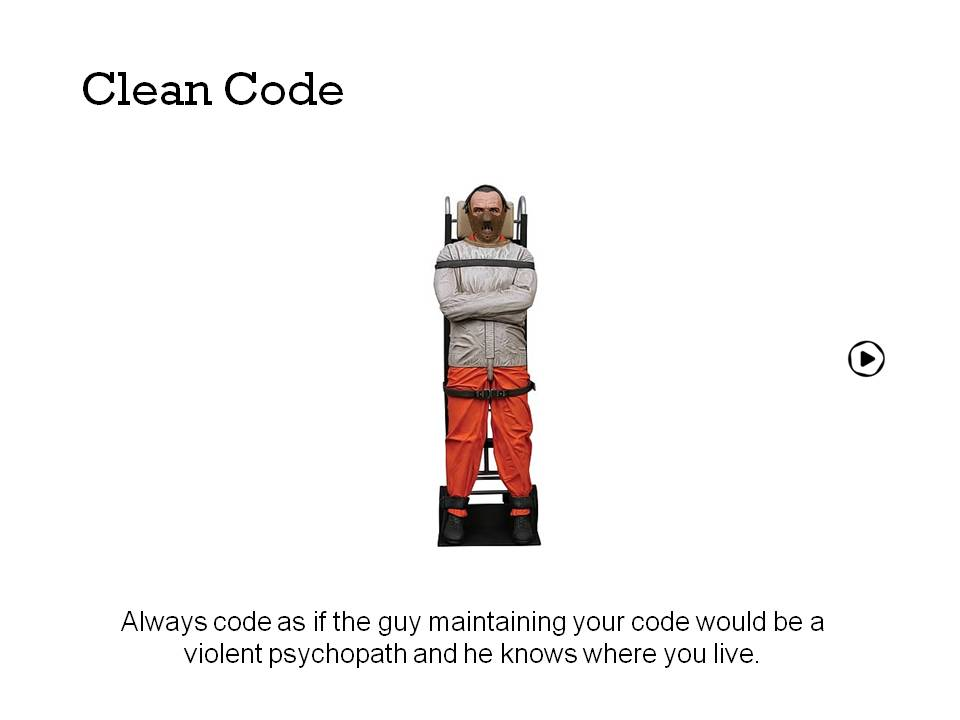 Clean Code
Always code as if the guy maintaining your code would be a
violent psychopath and he knows where you live.